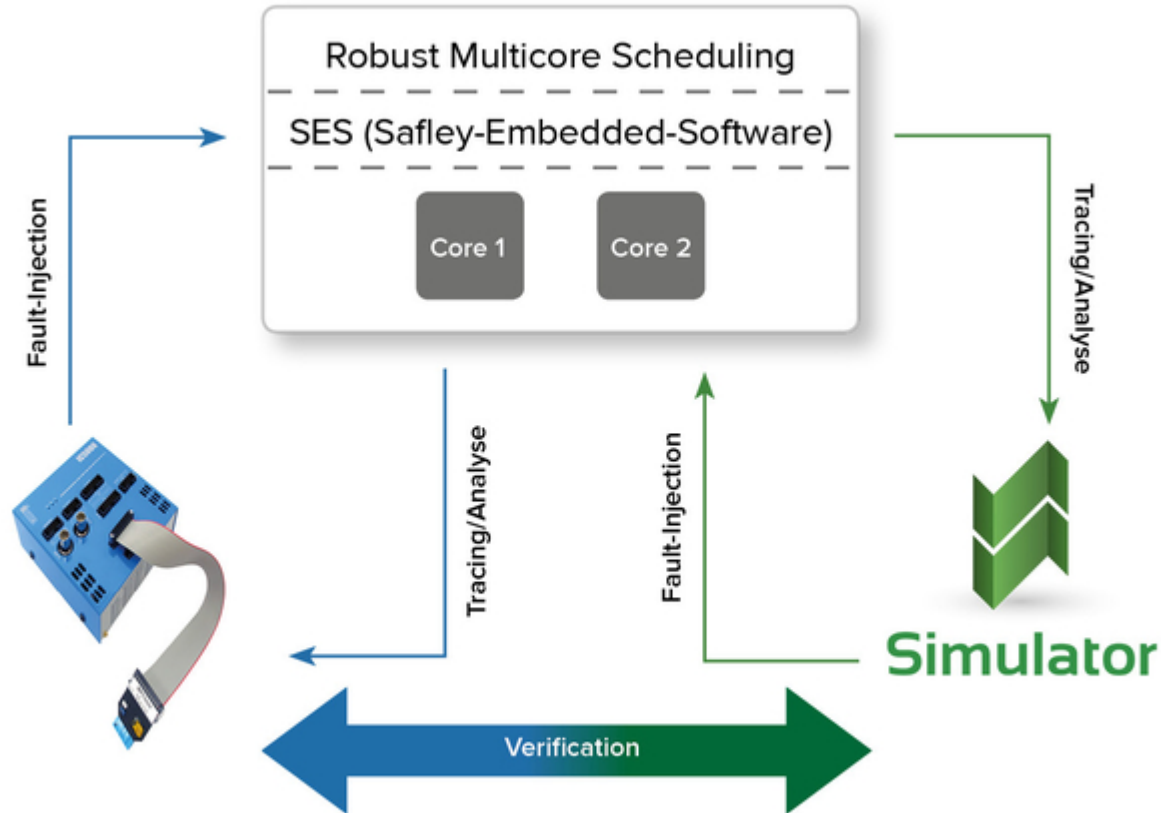 Robust Multicore Scheduling
SES (Safley-Embedded-Software)
Core 1
Core 2
Fault-Injection
Tracing/Analyse
Fault-Injection
Tracing/Analyse
Simulator
Verification